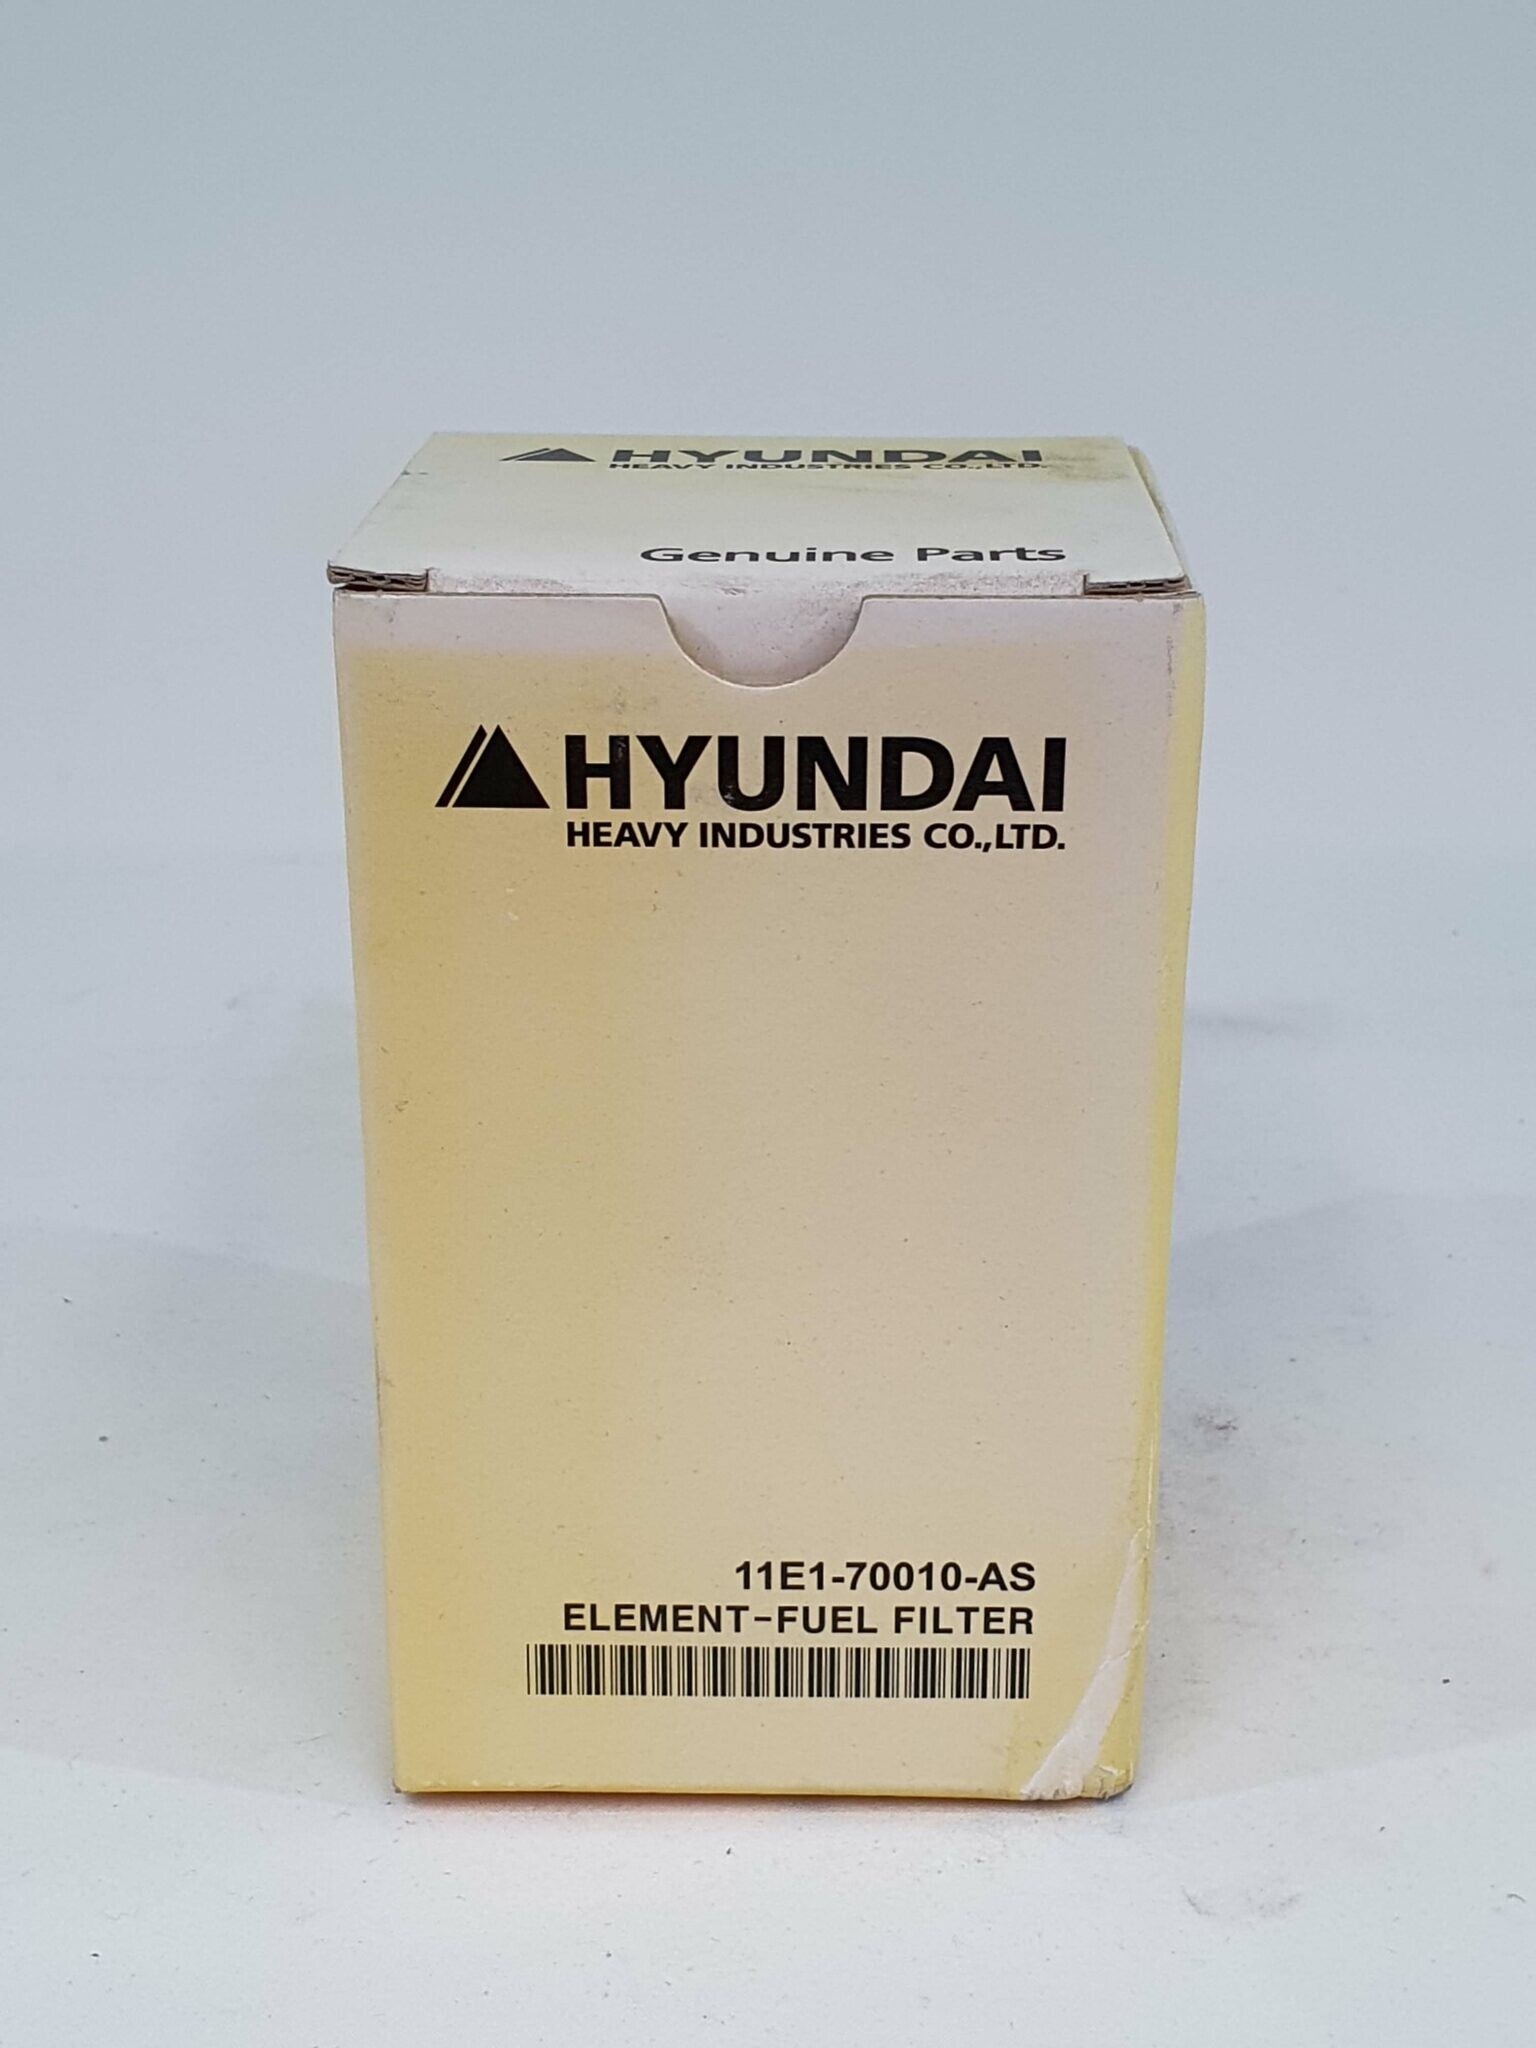 HYUNDAI
HEAVY INDUSTRIES CO.,LTD.
Genuine Parts
HYUNDAI
HEAVY INDUSTRIES CO.,LTD.
11E1-70010-AS
ELEMENT-FUEL FILTER